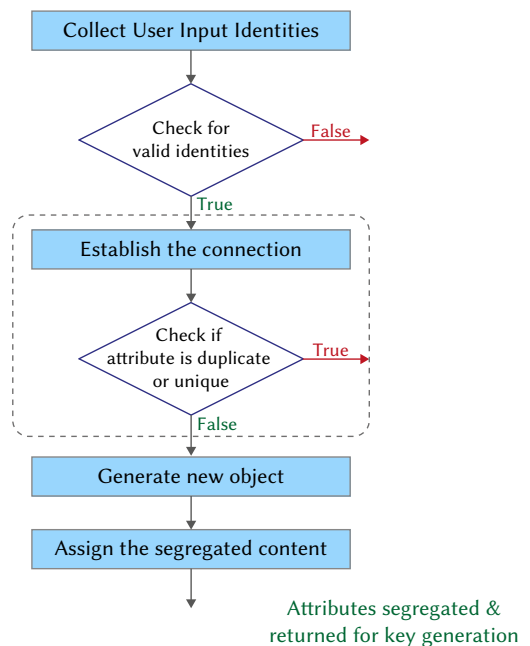 Collect User Input Identities
Check for
valid identities
False
True
Establish the connection
Check if
attribute is duplicate
or unique
True
False
Generate new object
Assign the segregated content
Attributes segregated &
returned for key generation